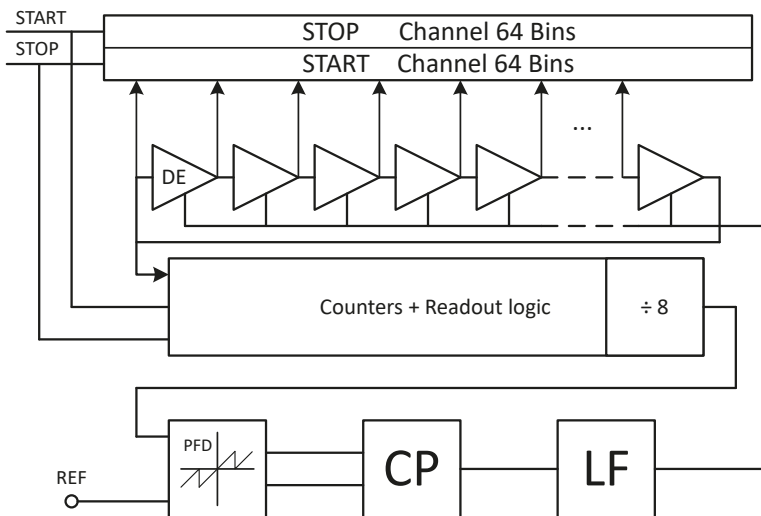 START
STOP Channel 64 Bins
STOP
START Channel 64 Bins
...
DE
Counters + Readout logic
÷ 8
PFD
CP
LF
REF